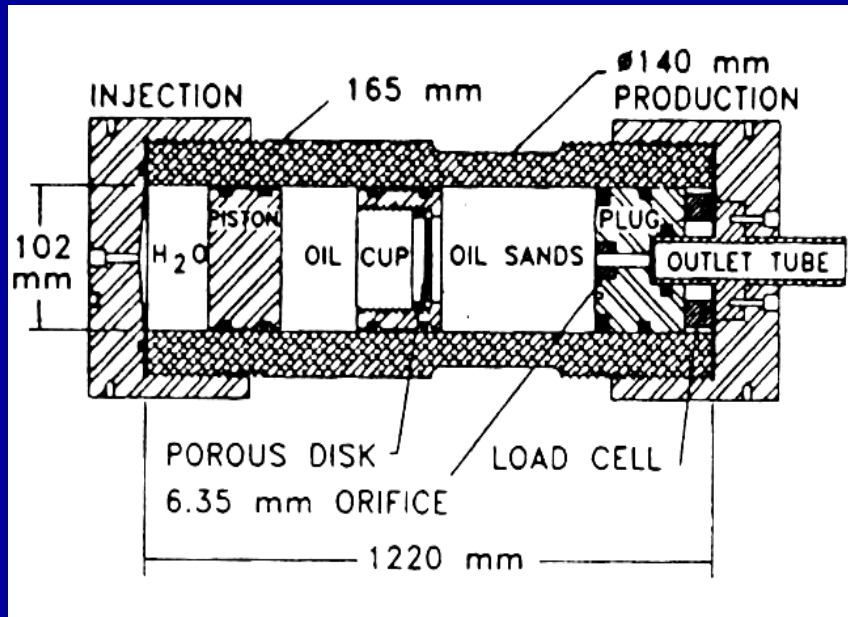 ø140 mm
INJECTION
165 mm
PRODUCTION
102
mm
H₂O
PISTON
OIL
CUP
OIL SANDS
PLUG
OUTLET TUBE
POROUS DISK
LOAD CELL
6.35 mm ORIFICE
1220 mm